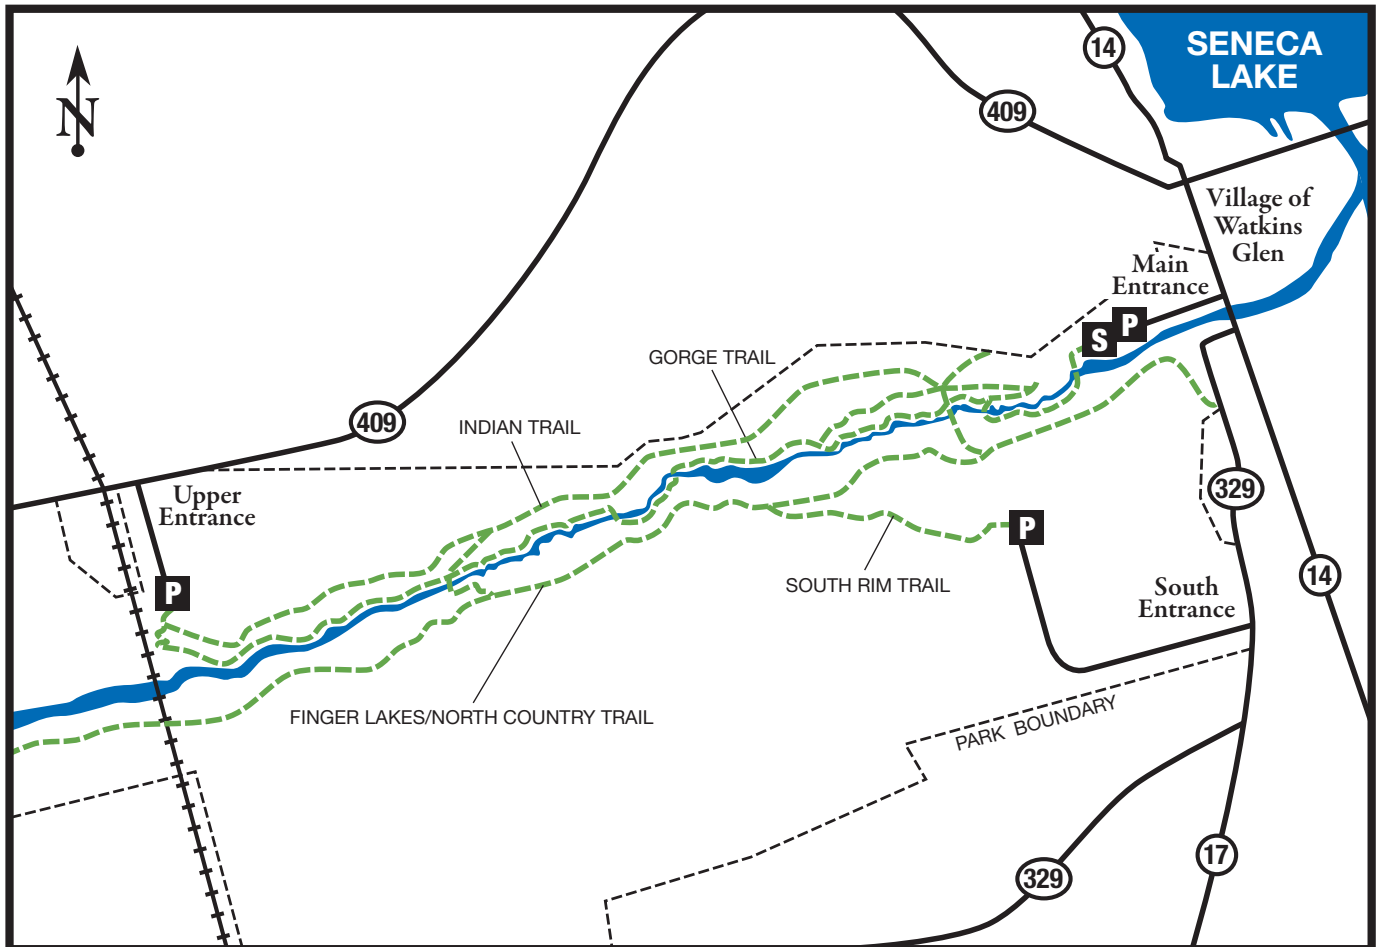 14
SENECA
LAKE
N
409
Village of
Watkins
Glen
Main
Entrance
P
S
GORGE TRAIL
409
INDIAN TRAIL
Upper
Entrance
329
P
14
P
SOUTH RIM TRAIL
South
Entrance
FINGER LAKES/NORTH COUNTRY TRAIL
PARK BOUNDARY
17
329